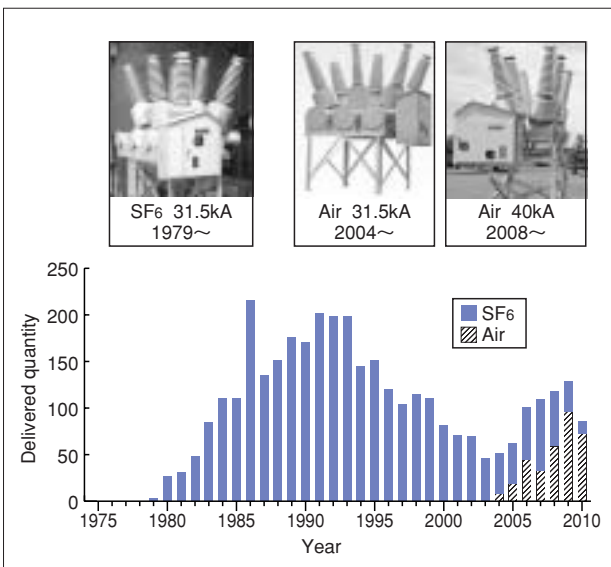 SF6 31.5kA
1979～
Air 31.5kA
2004～
Air 40kA
2008～
250
200
150
100
50
0
Delivered quantity
SF6
Air
1975
1980
1985
1990
1995
2000
2005
2010
Year